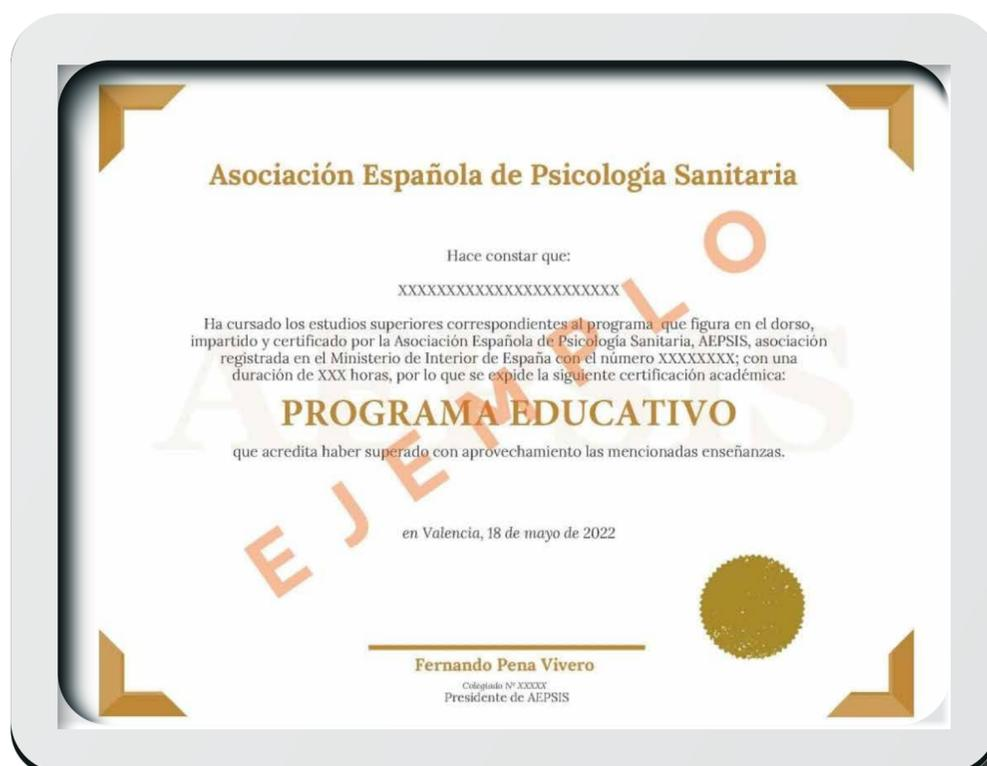 Asociación Española de Psicología Sanitaria
Hace constar que:
XXXXXXXXXXXXXXXXXXXXXXX
Ha cursado los estudios superiores correspondientes al programa que figura en el dorso,
impartido y certificado por la Asociación Española de Psicología Sanitaria, AEPSIS, asociación
registrada en el Ministerio de Interior de España con el número XXXXXXXX; con una
duración de XXX horas, por lo que se expide la siguiente certificación académica:
AEPSIS
PROGRAMA EDUCATIVO
que acredita haber superado con aprovechamiento las mencionadas enseñanzas.
EJEMPLO
en Valencia, 18 de mayo de 2022
Fernando Pena Vivero
Colegiado Nº XXXXX
Presidente de AEPSIS